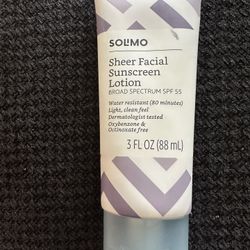 SOLIMO
Sheer Facial
Sunscreen
Lotion
BROAD SPECTRUM SPF 55
Water resistant (80 minutes)
Light, clean feel
Dermatologist tested
Oxybenzone &
Octinoxate free
3 FL OZ (88 mL)